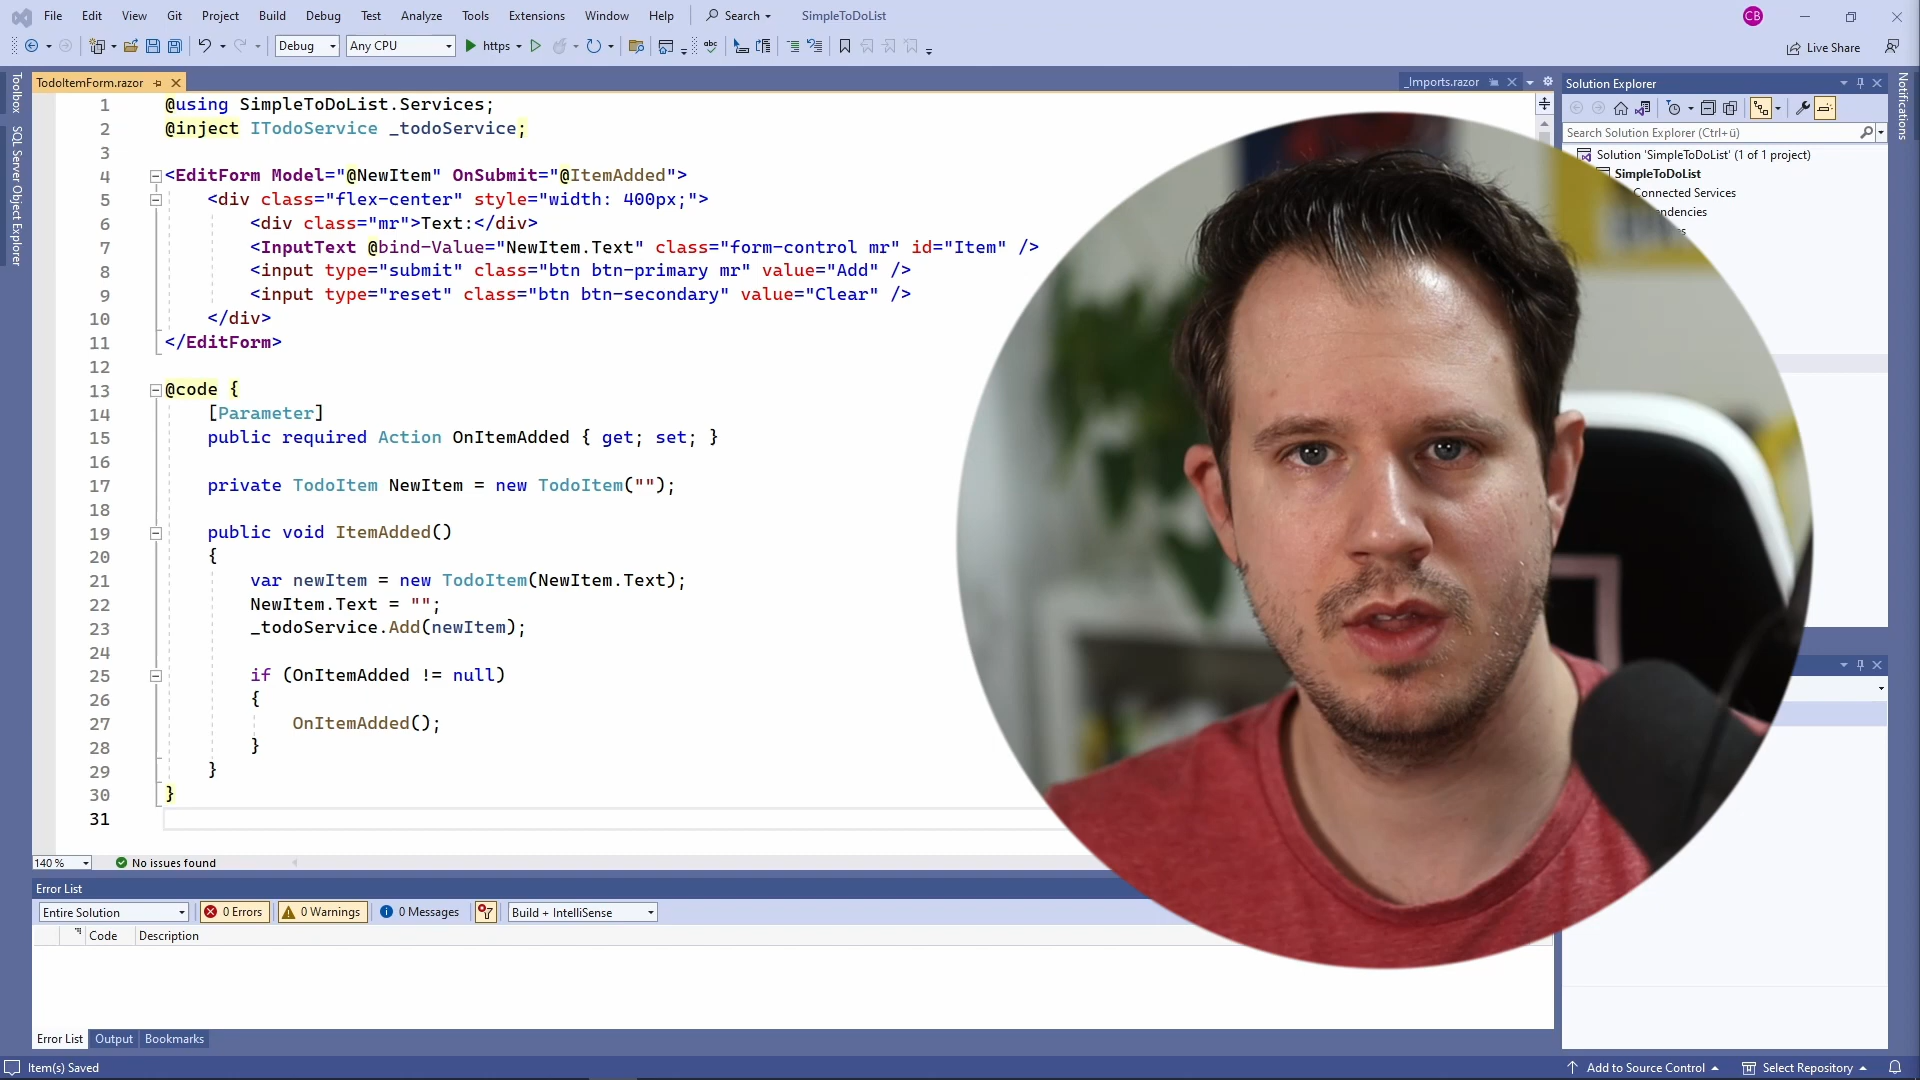 File Edit View Git Project Build Debug Test Analyze Tools Extensions Window Help Search SimpleToDoList CB
Debug Any CPU https Live Share
Toolbox
SQL Server Object Explorer
TodoItemForm.razor
_Imports.razor
1 @using SimpleToDoList.Services;
2 @inject ITodoService _todoService;
3
4 <EditForm Model="@NewItem" OnSubmit="@ItemAdded">
5 <div class="flex-center" style="width: 400px;">
6 <div class="mr">Text:</div>
7 <InputText @bind-Value="NewItem.Text" class="form-control mr" id="Item" />
8 <input type="submit" class="btn btn-primary mr" value="Add" />
9 <input type="reset" class="btn btn-secondary" value="Clear" />
10 </div>
11 </EditForm>
12
13 @code {
14 [Parameter]
15 public required Action OnItemAdded { get; set; }
16
17 private TodoItem NewItem = new TodoItem("");
18
19 public void ItemAdded()
20 {
21 var newItem = new TodoItem(NewItem.Text);
22 NewItem.Text = "";
23 _todoService.Add(newItem);
24
25 if (OnItemAdded != null)
26 {
27 OnItemAdded();
28 }
29 }
30 }
31
140 % No issues found
Error List
Entire Solution 0 Errors 0 Warnings 0 Messages Build + IntelliSense
Code Description
Error List Output Bookmarks
Solution Explorer
Search Solution Explorer (Ctrl+ü)
Solution 'SimpleToDoList' (1 of 1 project)
SimpleToDoList
Connected Services
Notifications
Item(s) Saved Add to Source Control Select Repository